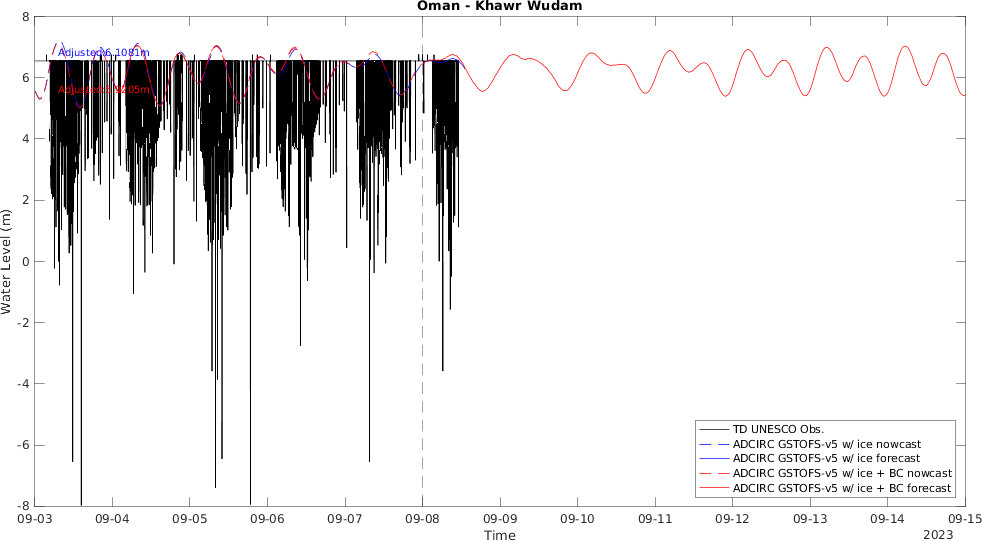 Oman - Khawr Wudam
8
6
4
2
0
-2
-4
-6
-8
Water Level (m)
Adjusted 6.1081m
TD UNESCO Obs.
ADCIRC GSTOFS-v5 w/ ice nowcast
ADCIRC GSTOFS-v5 w/ ice forecast
ADCIRC GSTOFS-v5 w/ ice + BC nowcast
ADCIRC GSTOFS-v5 w/ ice + BC forecast
09-03 09-04 09-05 09-06 09-07 09-08 09-09 09-10 09-11 09-12 09-13 09-14 09-15
Time
2023